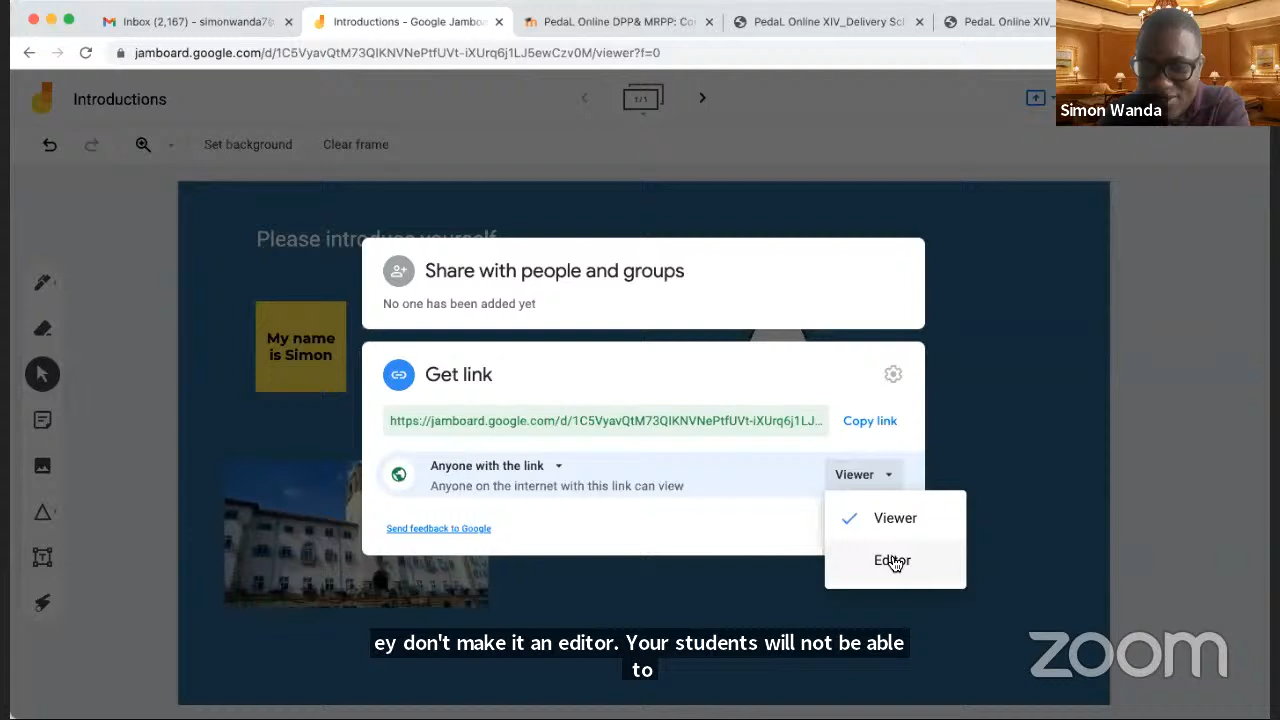 Inbox (2,167) - simonwanda7@
Introductions - Google Jamboa
PedaL Online DPP& MRPP: Co
PedaL Online XIV_Delivery Sc
PedaL Online XIV_
jamboard.google.com/d/1C5VyavQtM73QIKNVNePtfUVt-iXUrq6j1LJ5ewCzv0M/viewer?f=0
Simon Wanda
Introductions
1/1
Set background
Clear frame
Please introduce yourself
Share with people and groups
No one has been added yet
My name
is Simon
Get link
https://jamboard.google.com/d/1C5VyavQtM73QIKNVNePtfUVt-iXUrq6j1LJ...
Copy link
Anyone with the link
Viewer
Anyone on the internet with this link can view
Send feedback to Google
Viewer
Editor
ey don't make it an editor. Your students will not be able
to
zoom